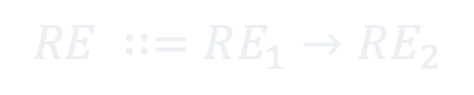 RE ::= RE₁ → RE₂